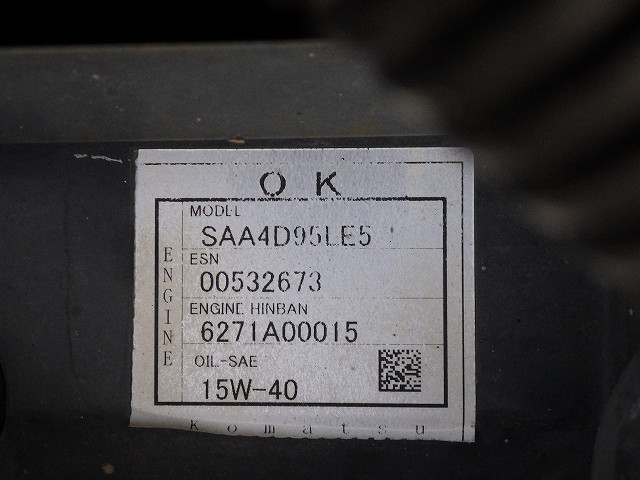 O K
MODEL
SAA4D95LE5
ESN
00532673
ENGINE HINBAN
6271A00015
OIL-SAE
15W-40
ENGINE
Komatsu